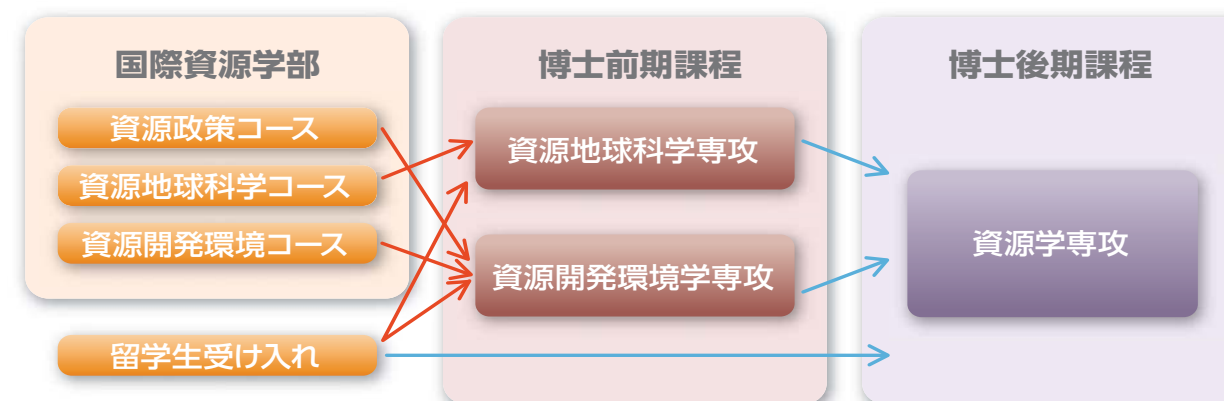 国際資源学部
資源政策コース
資源地球科学コース
資源開発環境コース
留学生受け入れ
博士前期課程
資源地球科学専攻
資源開発環境学専攻
博士後期課程
資源学専攻